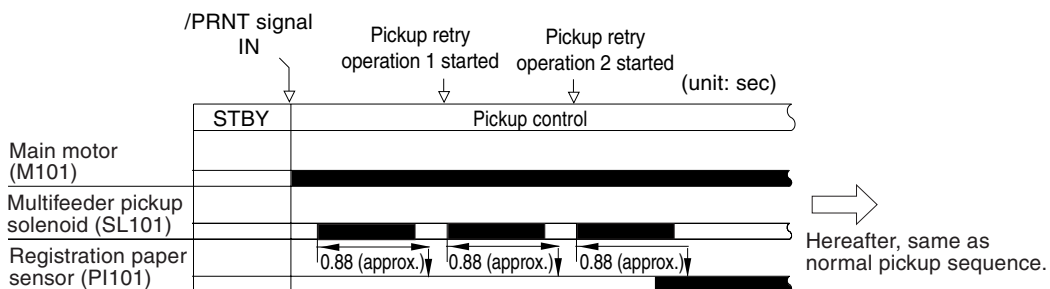 /PRNT signal
IN
Pickup retry
operation 1 started
Pickup retry
operation 2 started
(unit: sec)
STBY
Pickup control
Main motor
(M101)
Multifeeder pickup
solenoid (SL101)
Registration paper
sensor (PI101)
0.88 (approx.)
0.88 (approx.)
0.88 (approx.)
Hereafter, same as
normal pickup sequence.